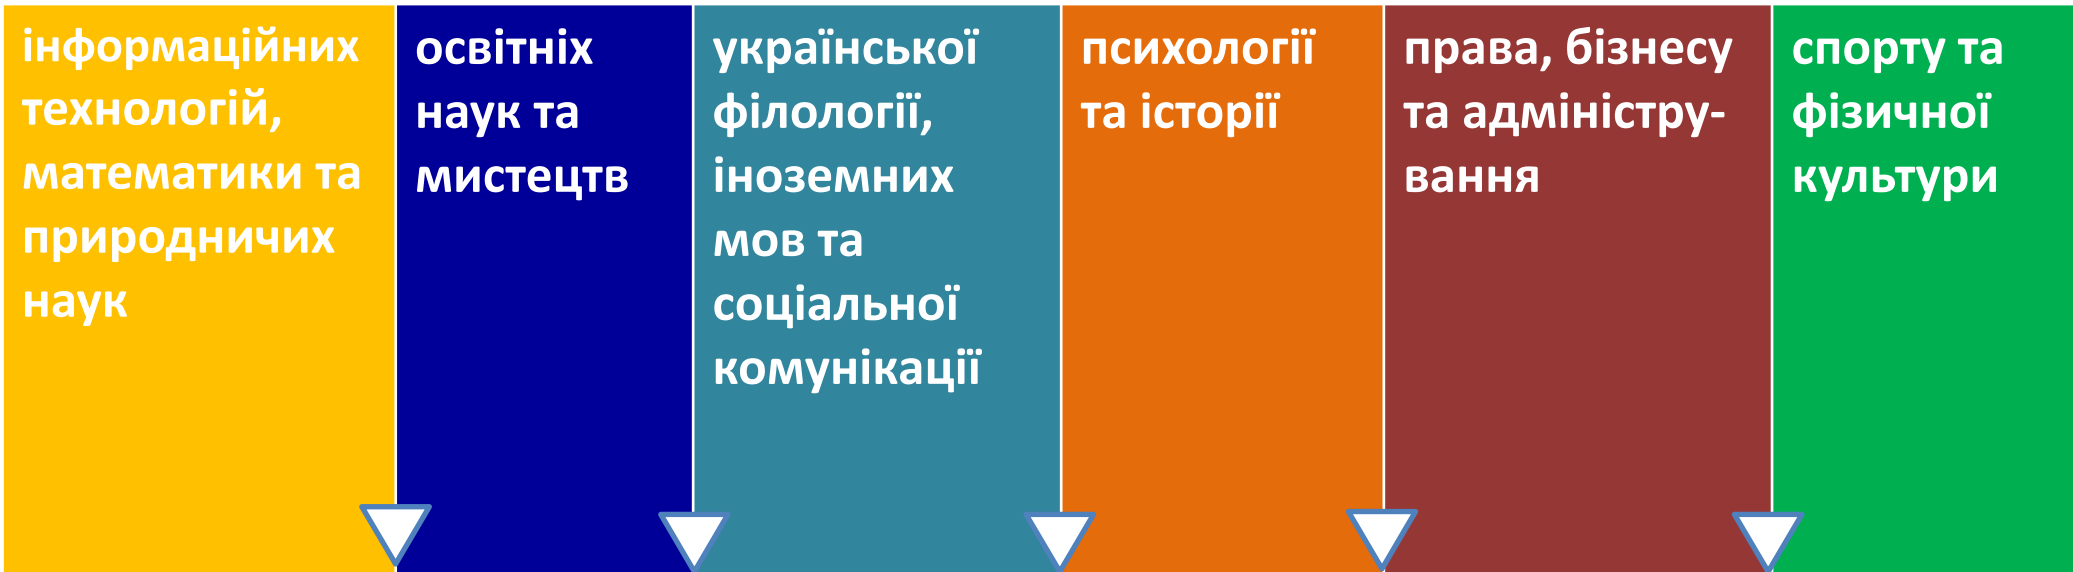 інформаційних
технологій,
математики та
природничих
наук
освітніх
наук та
мистецтв
української
філології,
іноземних
мов та
соціальної
комунікації
психології
та історії
права, бізнесу
та адміністру-
вання
спорту та
фізичної
культури